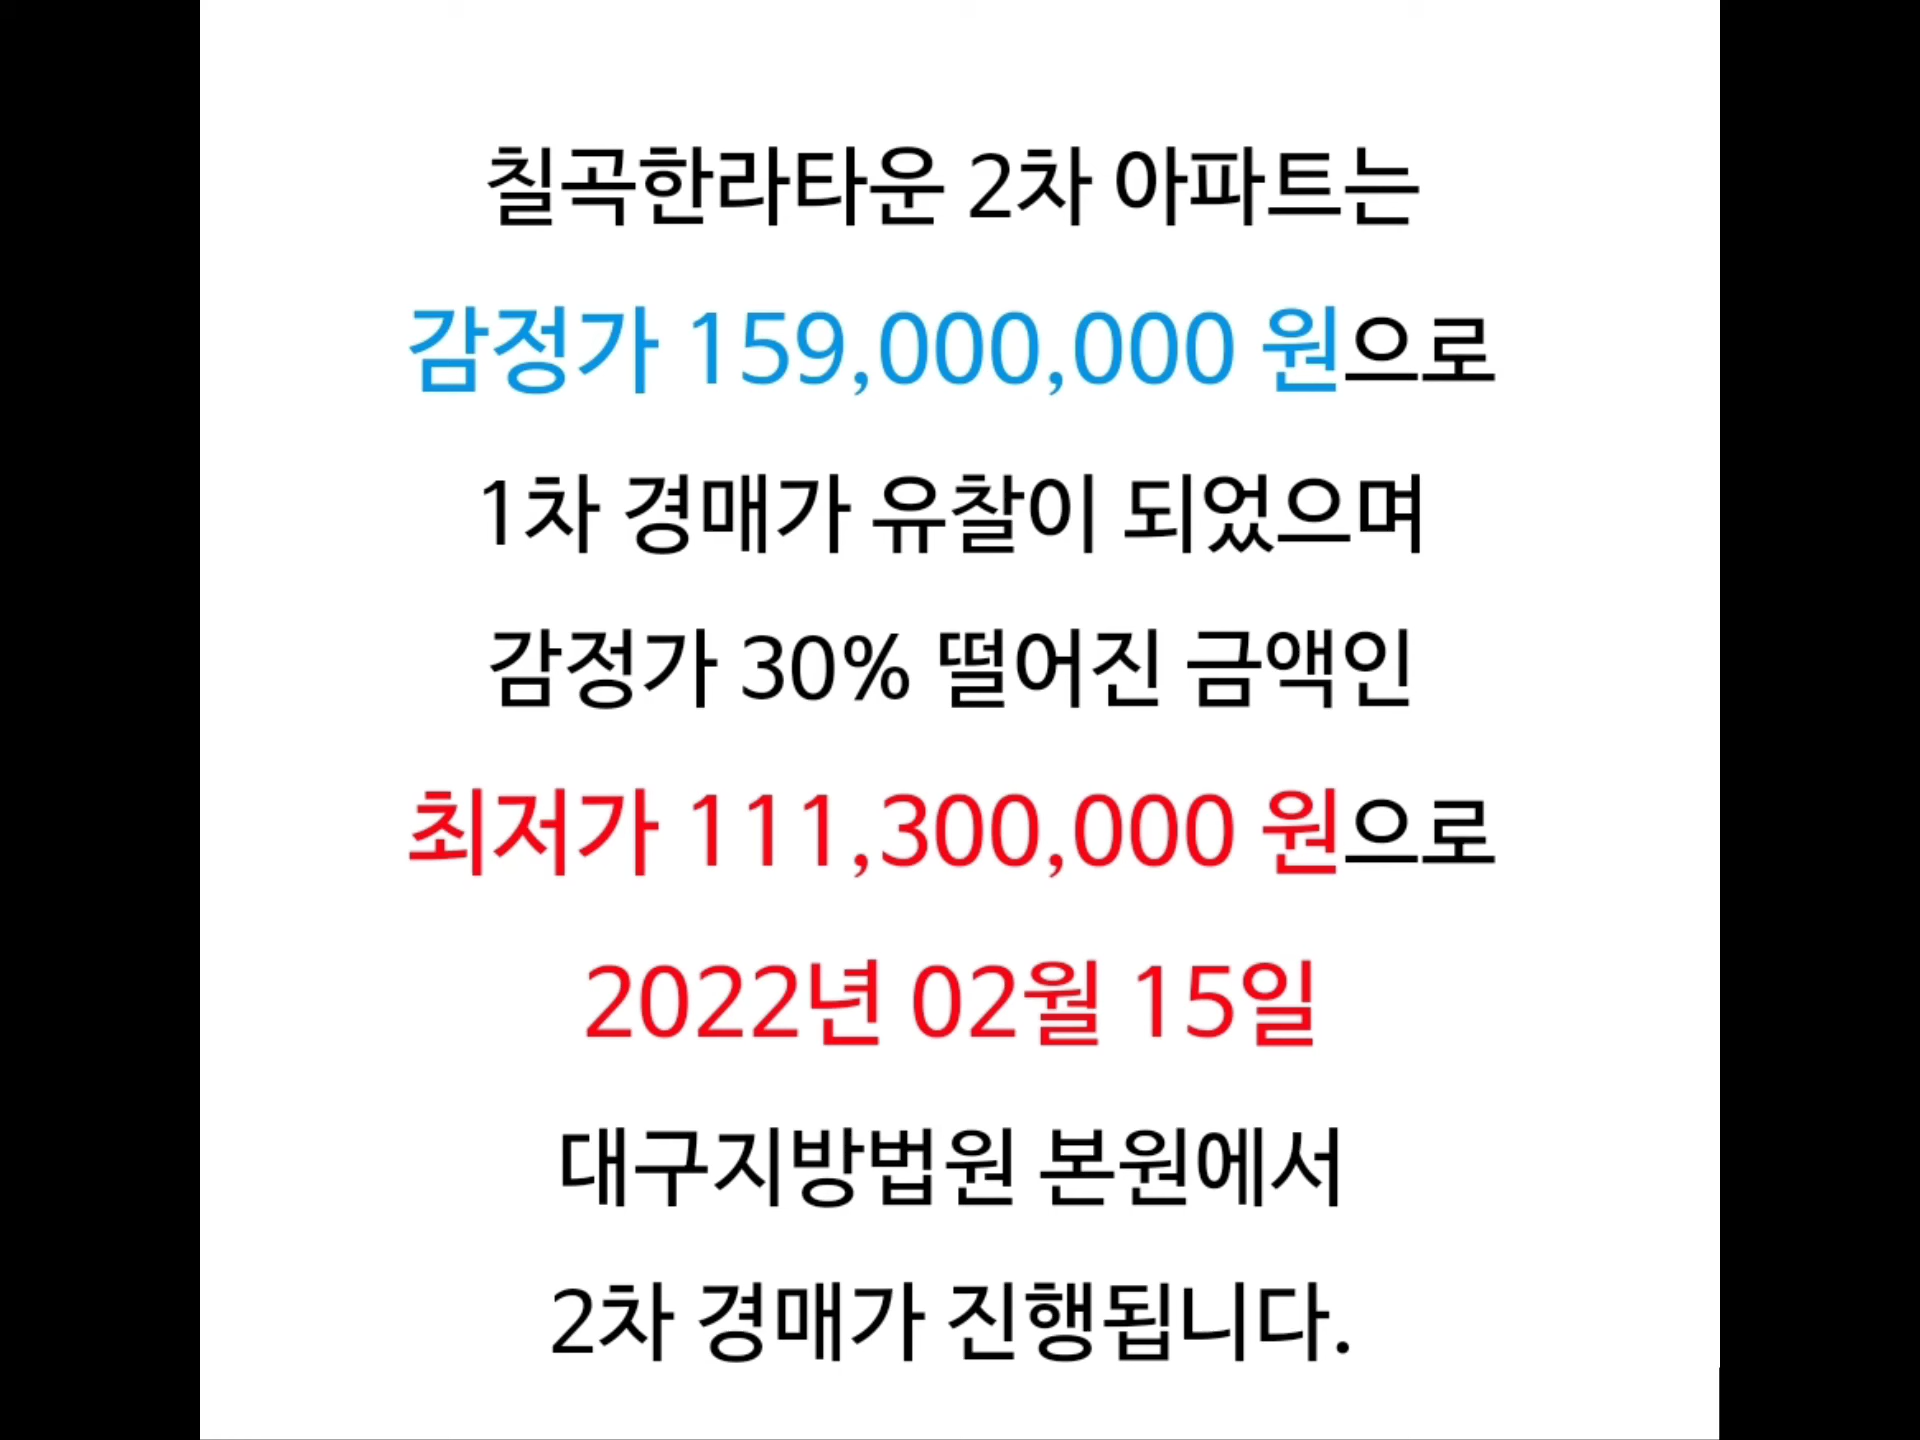 칠곡한라타운 2차 아파트는
감정가 159,000,000 원으로
1차 경매가 유찰이 되었으며
감정가 30% 떨어진 금액인
최저가 111,300,000 원으로
2022년 02월 15일
대구지방법원 본원에서
2차 경매가 진행됩니다.